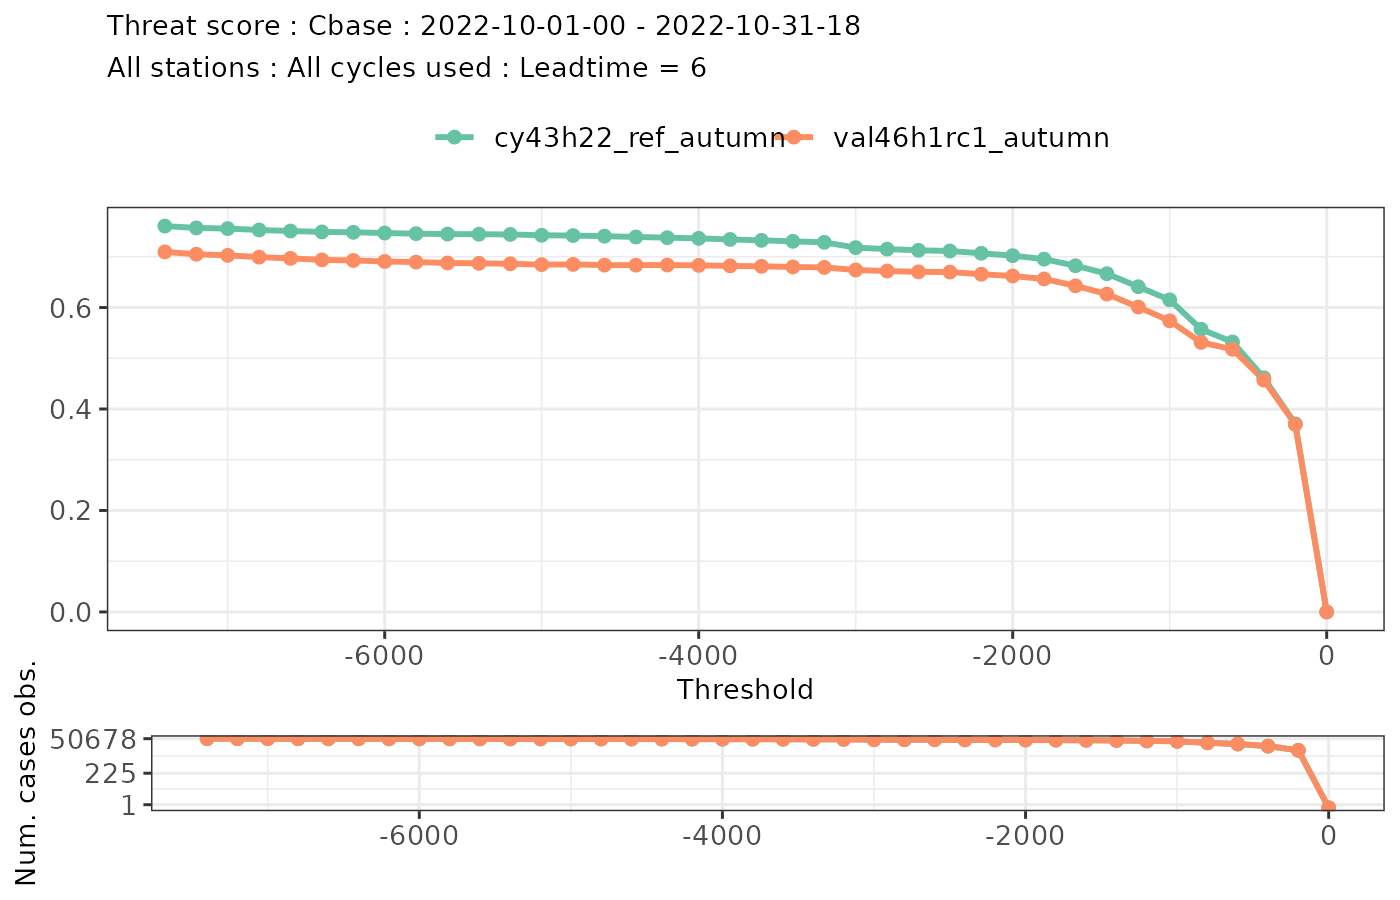 Threat score : Cbase : 2022-10-01-00 - 2022-10-31-18
All stations : All cycles used : Leadtime = 6
cy43h22_ref_autumn val46h1rc1_autumn
0.6
0.4
0.2
0.0
-6000 -4000 -2000 0
Threshold
Num. cases obs.
50678
225
1
-6000 -4000 -2000 0